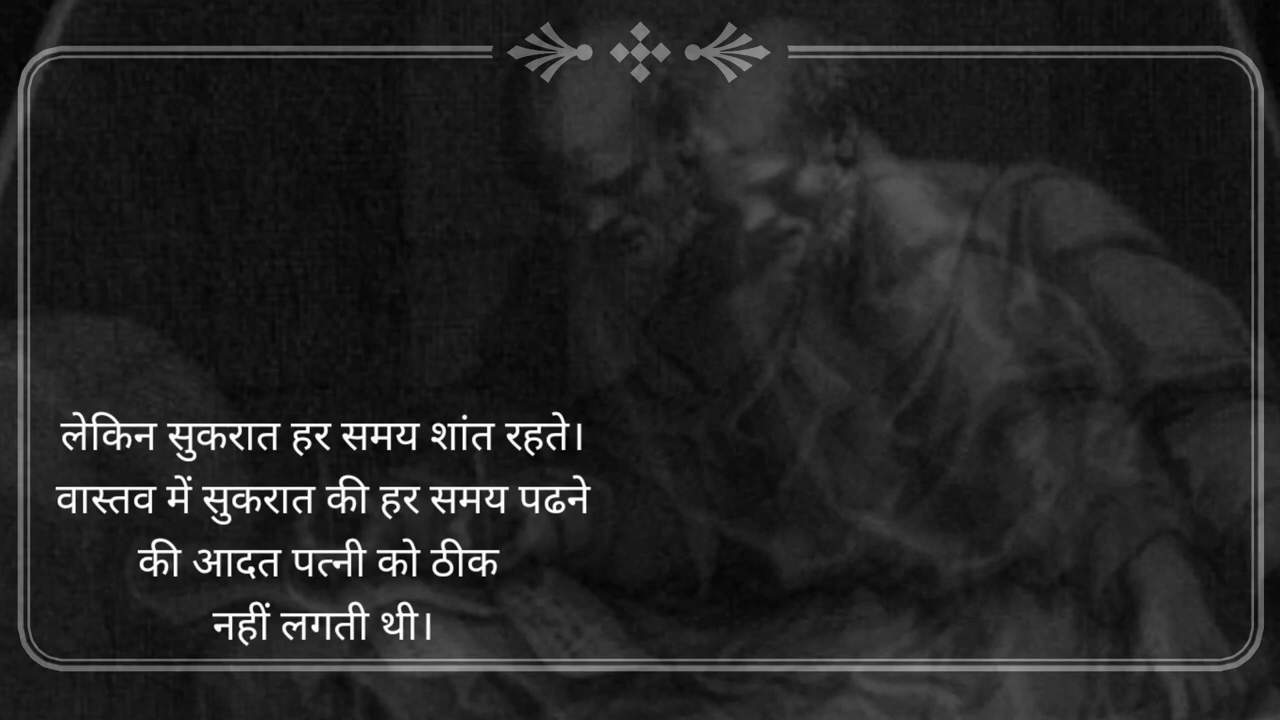 लेकिन सुकरात हर समय शांत रहते।
वास्तव में सुकरात की हर समय पढने
की आदत पत्नी को ठीक
नहीं लगती थी।